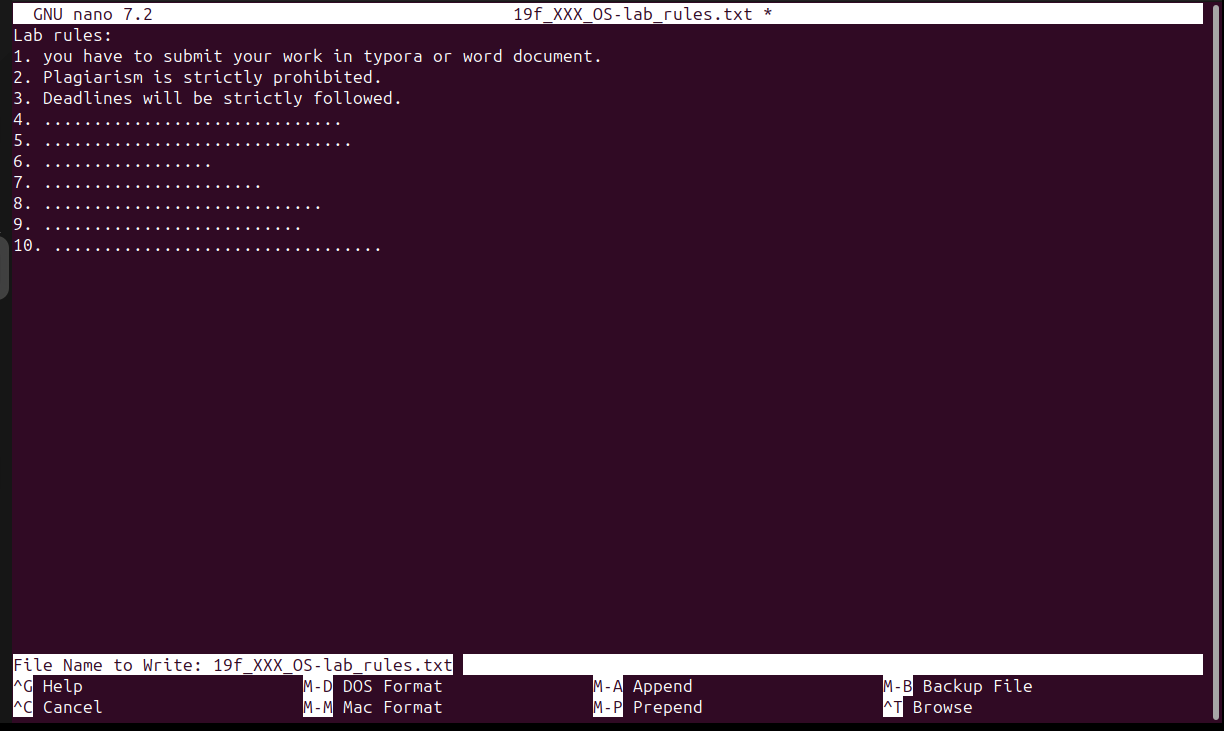 GNU nano 7.2 19f_XXX_OS-lab_rules.txt *
Lab rules:
1. you have to submit your work in typora or word document.
2. Plagiarism is strictly prohibited.
3. Deadlines will be strictly followed.
4. ..............................
5. ...............................
6. .................
7. ......................
8. ............................
9. ..........................
10. .................................
File Name to Write: 19f_XXX_OS-lab_rules.txt
^G Help M-D DOS Format M-A Append M-B Backup File
^C Cancel M-M Mac Format M-P Prepend ^T Browse